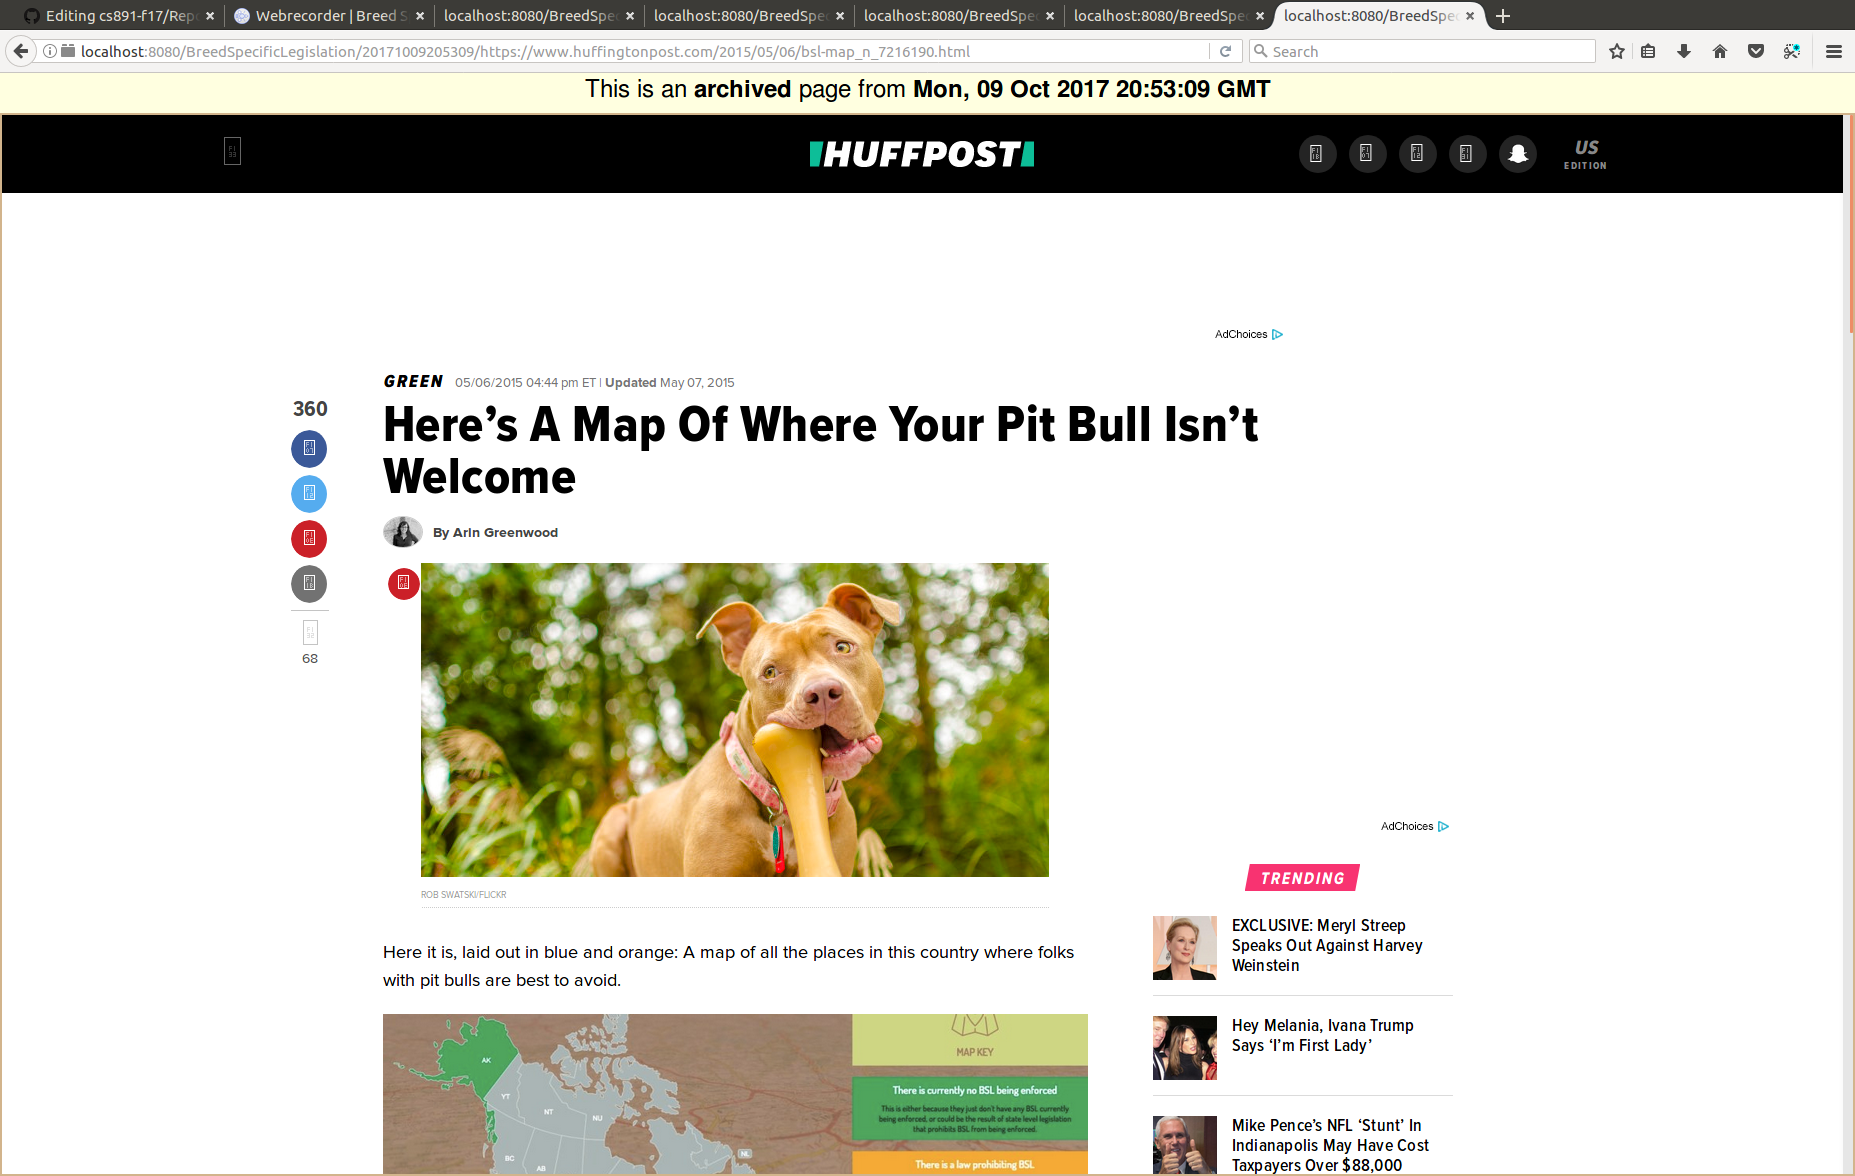 Editing cs891-f17/Rep
Webrecorder | Breed S
localhost:8080/BreedSpec
localhost:8080/BreedSpec
localhost:8080/BreedSpec
localhost:8080/BreedSpec
localhost:8080/BreedSpec
localhost:8080/BreedSpecificLegislation/20171009205309/https://www.huffingtonpost.com/2015/05/06/bsl-map_n_7216190.html
Search
This is an archived page from Mon, 09 Oct 2017 20:53:09 GMT
HUFFPOST
US
EDITION
AdChoices
GREEN 05/06/2015 04:44 pm ET | Updated May 07, 2015
360
Here’s A Map Of Where Your Pit Bull Isn’t
Welcome
By Arin Greenwood
68
ROB SWATSKI/FLICKR
Here it is, laid out in blue and orange: A map of all the places in this country where folks
with pit bulls are best to avoid.
AK
YT
NT
NU
BC
AB
NL
MAP KEY
There is currently no BSL being enforced
This is either because they just don't have any BSL currently
being enforced, or could be the result of state level legislation
that prohibits BSL from being enforced.
There is a law prohibiting BSL
AdChoices
TRENDING
EXCLUSIVE: Meryl Streep
Speaks Out Against Harvey
Weinstein
Hey Melania, Ivana Trump
Says ‘I’m First Lady’
Mike Pence’s NFL ‘Stunt’ In
Indianapolis May Have Cost
Taxpayers Over $88,000